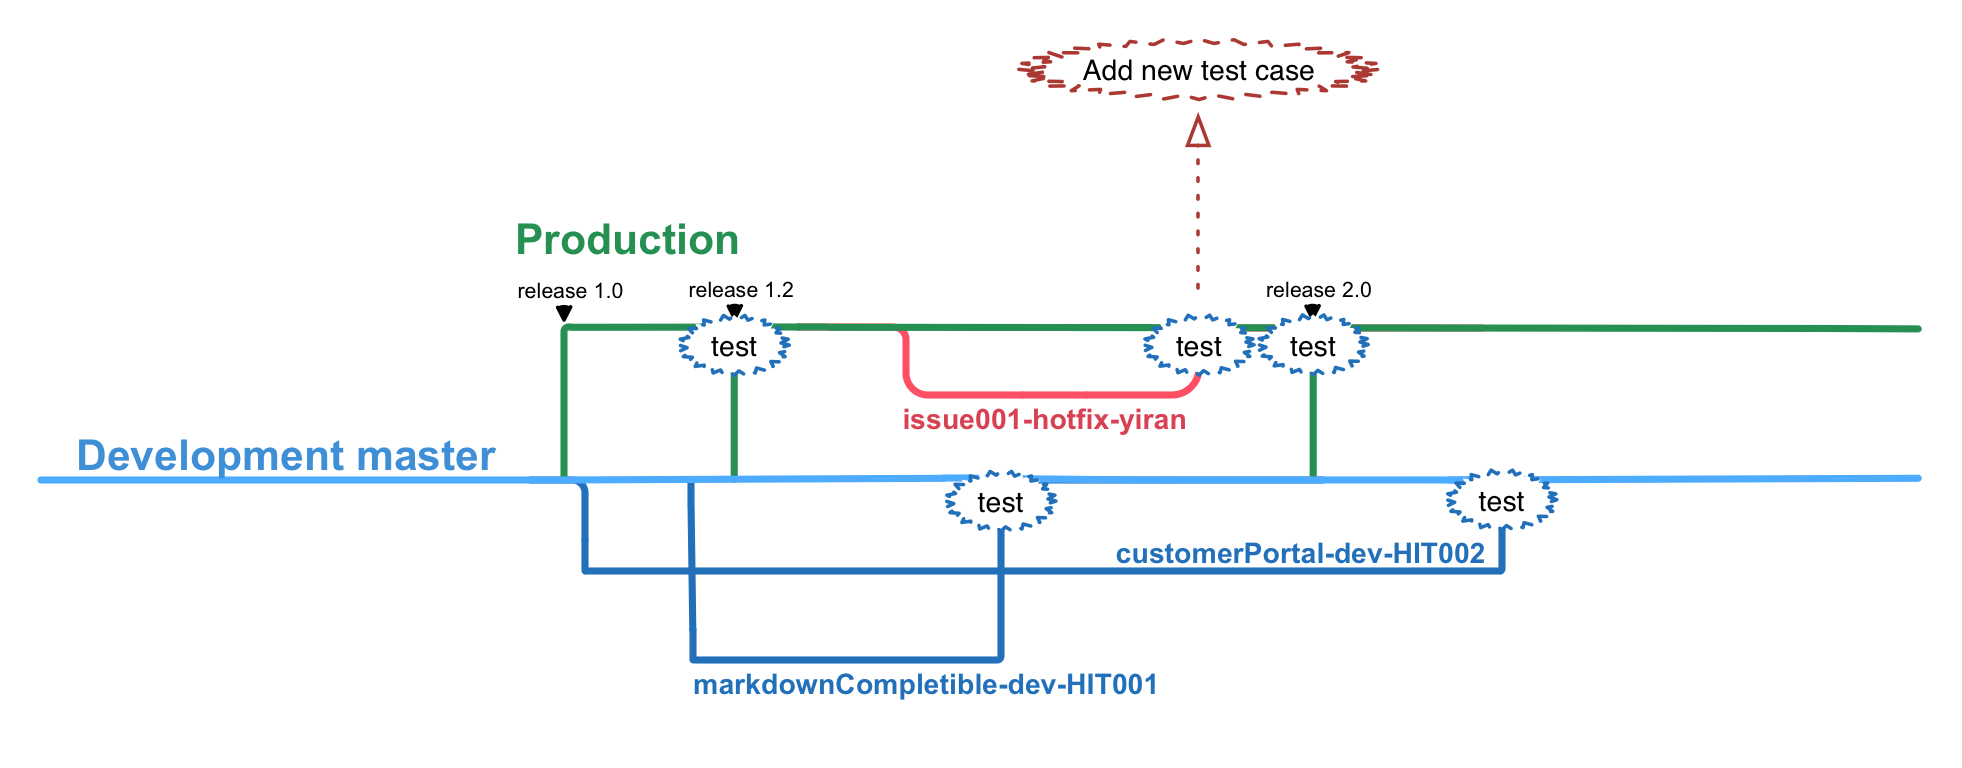 Add new test case
Production
release 1.0
release 1.2
release 2.0
test
test
test
issue001-hotfix-yiran
Development master
test
test
customerPortal-dev-HIT002
markdownCompletible-dev-HIT001